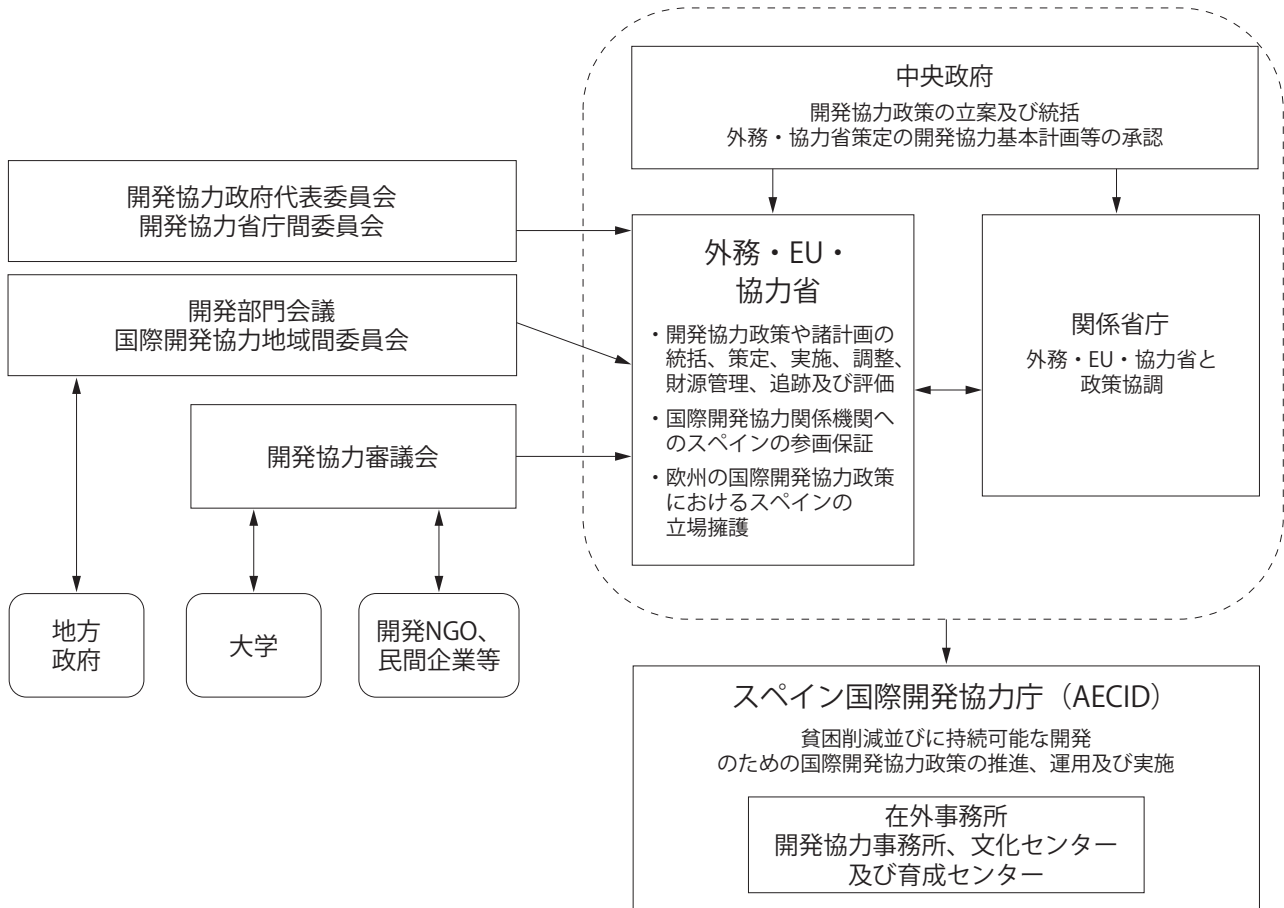 中央政府
開発協力政策の立案及び統括
外務・協力省策定の開発協力基本計画等の承認
開発協力政府代表委員会
開発協力省庁間委員会
開発部門会議
国際開発協力地域間委員会
開発協力審議会
地方
政府
大学
開発NGO、
民間企業等
外務・EU・
協力省
・開発協力政策や諸計画の
統括、策定、実施、調整、
財源管理、追跡及び評価
・国際開発協力関係機関へ
のスペインの参画保証
・欧州の国際開発協力政策
におけるスペインの
立場擁護
関係省庁
外務・EU・協力省と
政策協調
スペイン国際開発協力庁（AECID）
貧困削減並びに持続可能な開発
のための国際開発協力政策の推進、運用及び実施
在外事務所
開発協力事務所、文化センター
及び育成センター